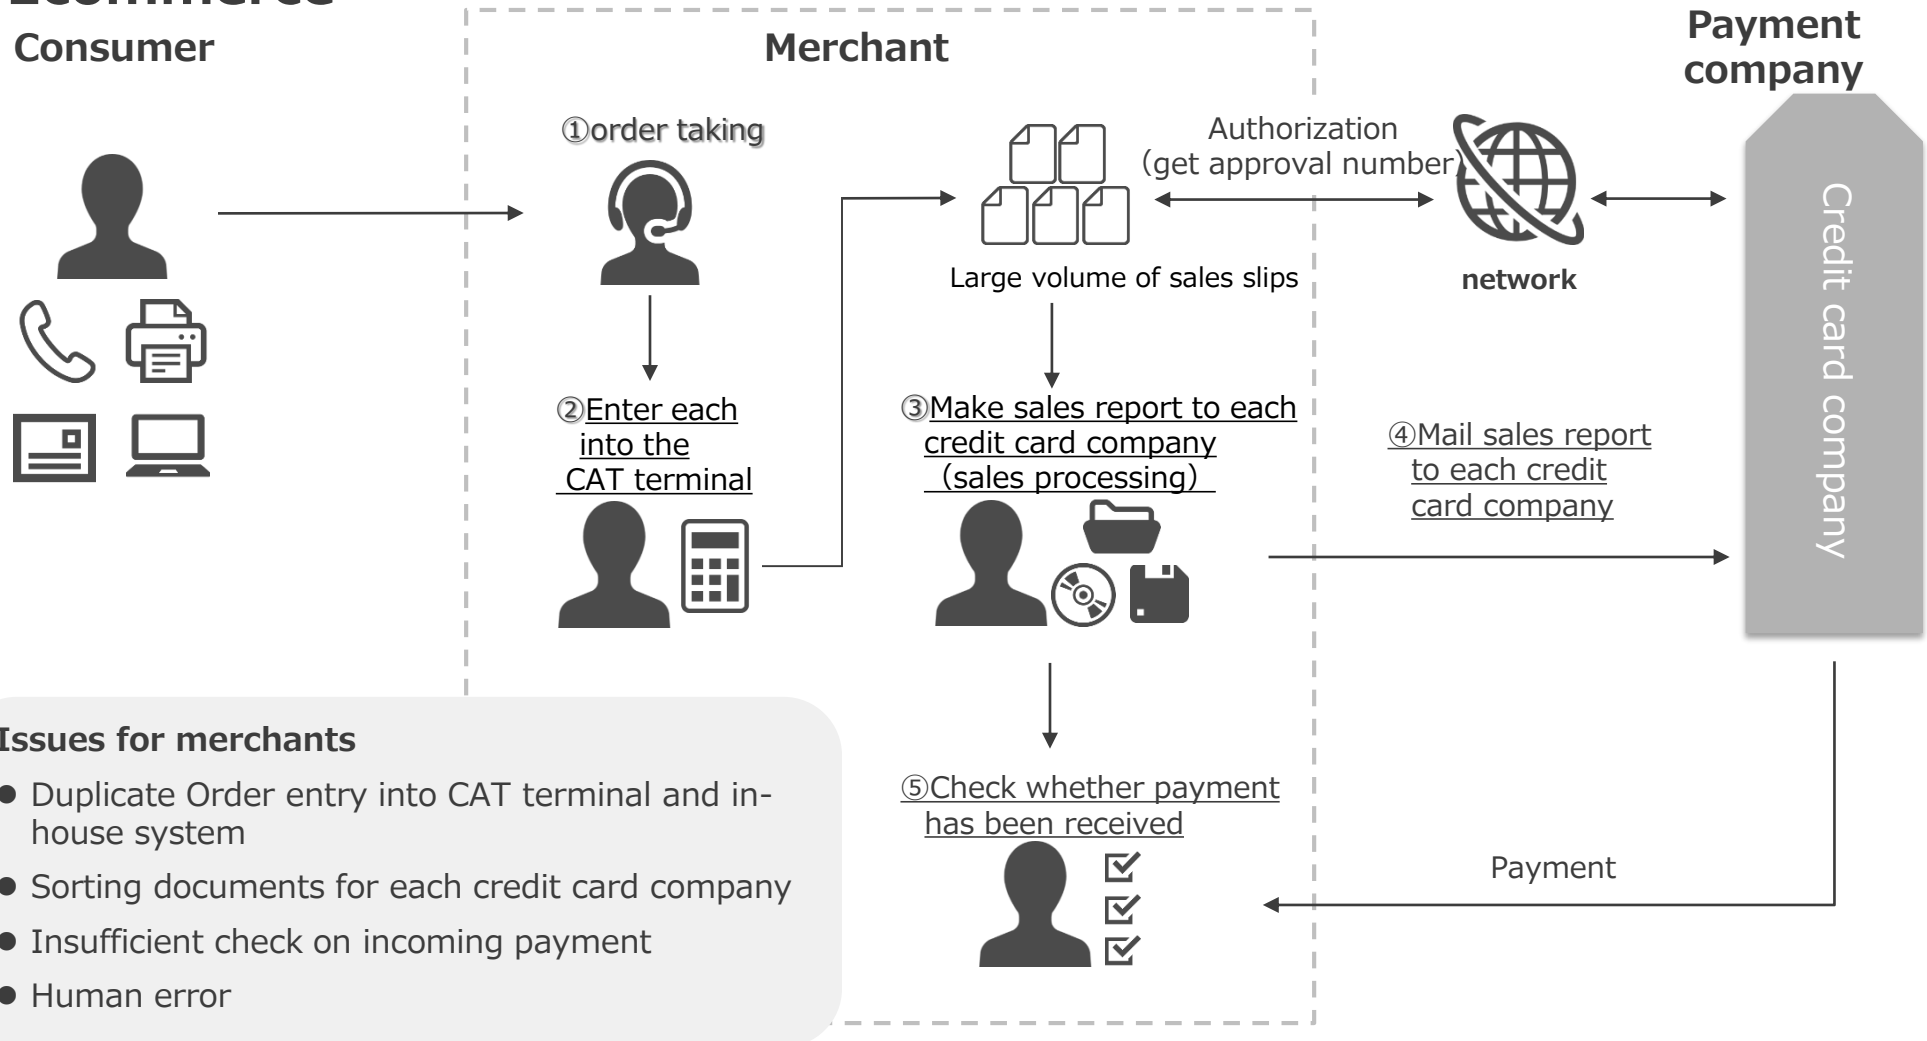 Ecommerce
Consumer
Merchant
Payment
company
①order taking
Authorization
（get approval number）
Large volume of sales slips
network
Credit card company
②Enter each
into the
CAT terminal
③Make sales report to each
credit card company
（sales processing）
④Mail sales report
to each credit
card company
⑤Check whether payment
has been received
Payment
Issues for merchants
● Duplicate Order entry into CAT terminal and in-
house system
● Sorting documents for each credit card company
● Insufficient check on incoming payment
● Human error